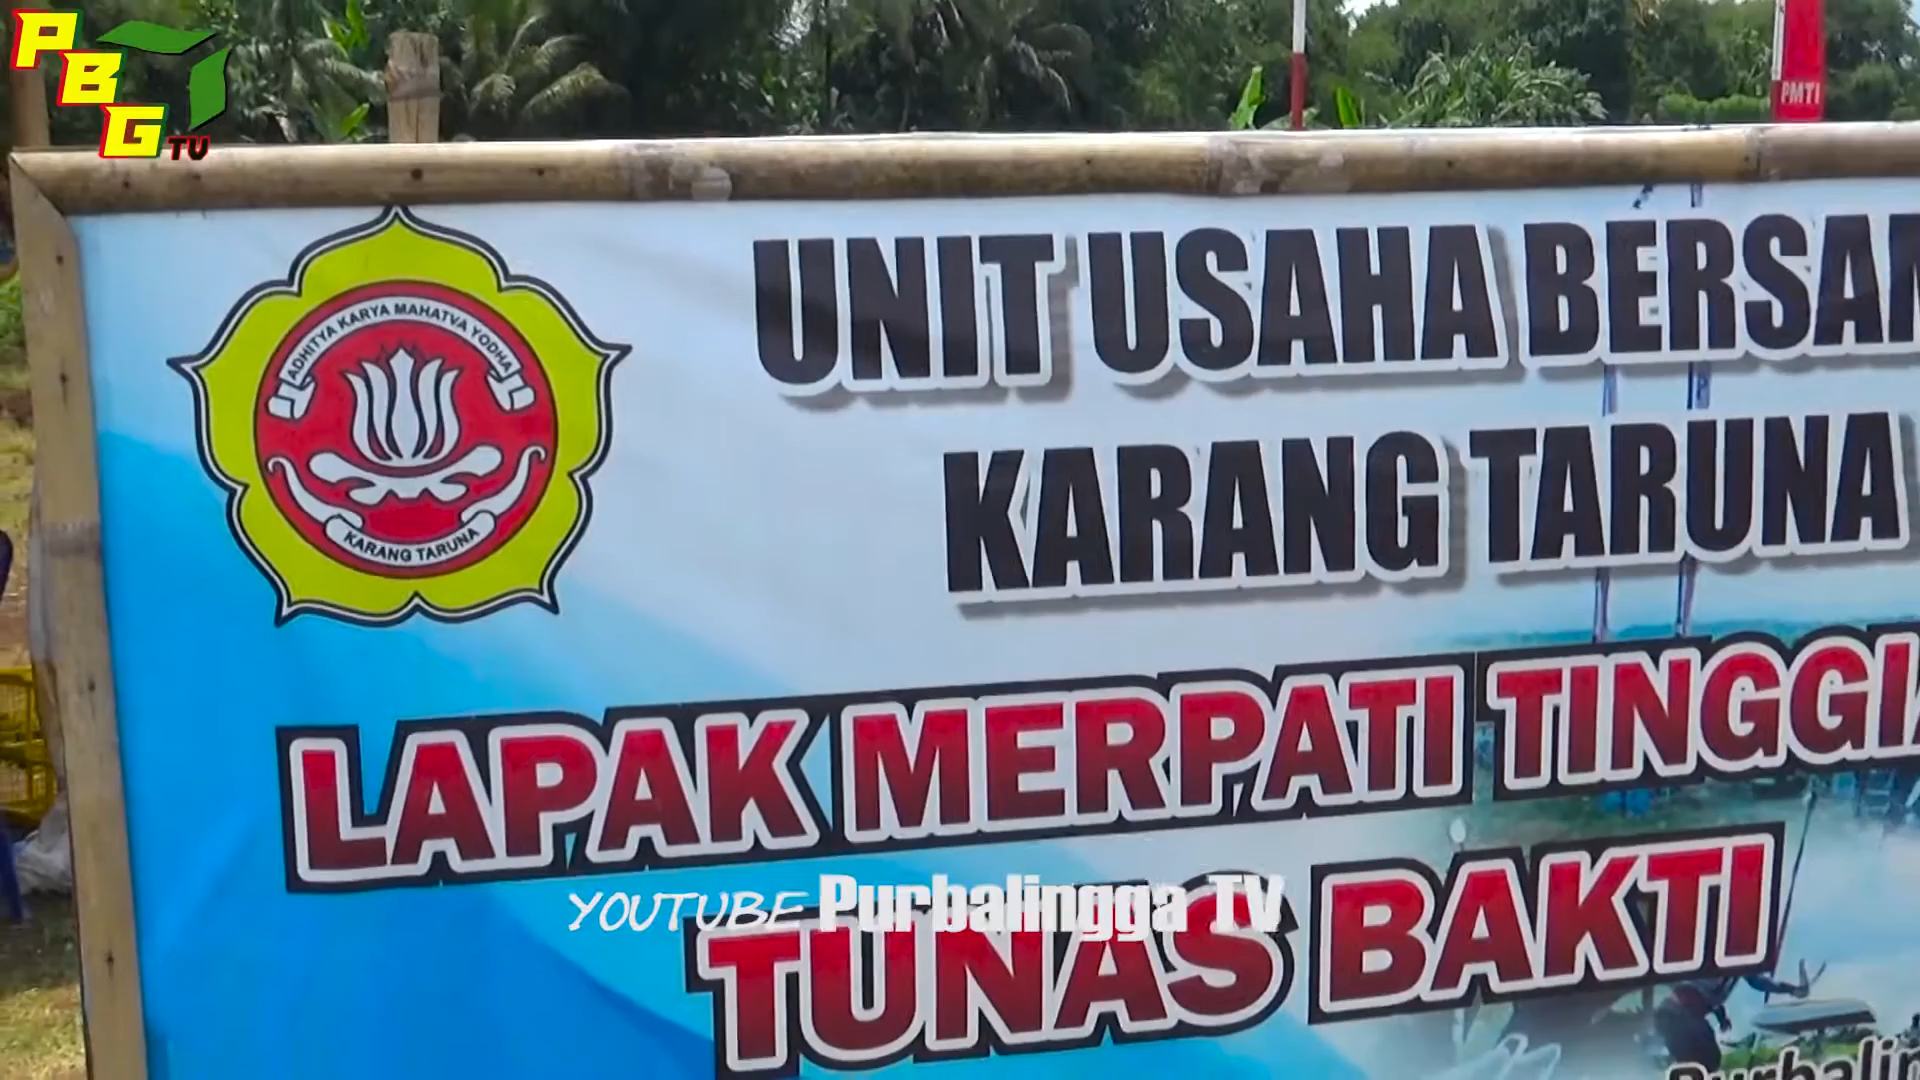 PBG TV
PMTI
ADHITYA KARYA MAHATVA YODHA
KARANG TARUNA
UNIT USAHA BERSAM
KARANG TARUNA
LAPAK MERPATI TINGGI
YOUTUBE Purbalingga TV
TUNAS BAKTI
Purbalin